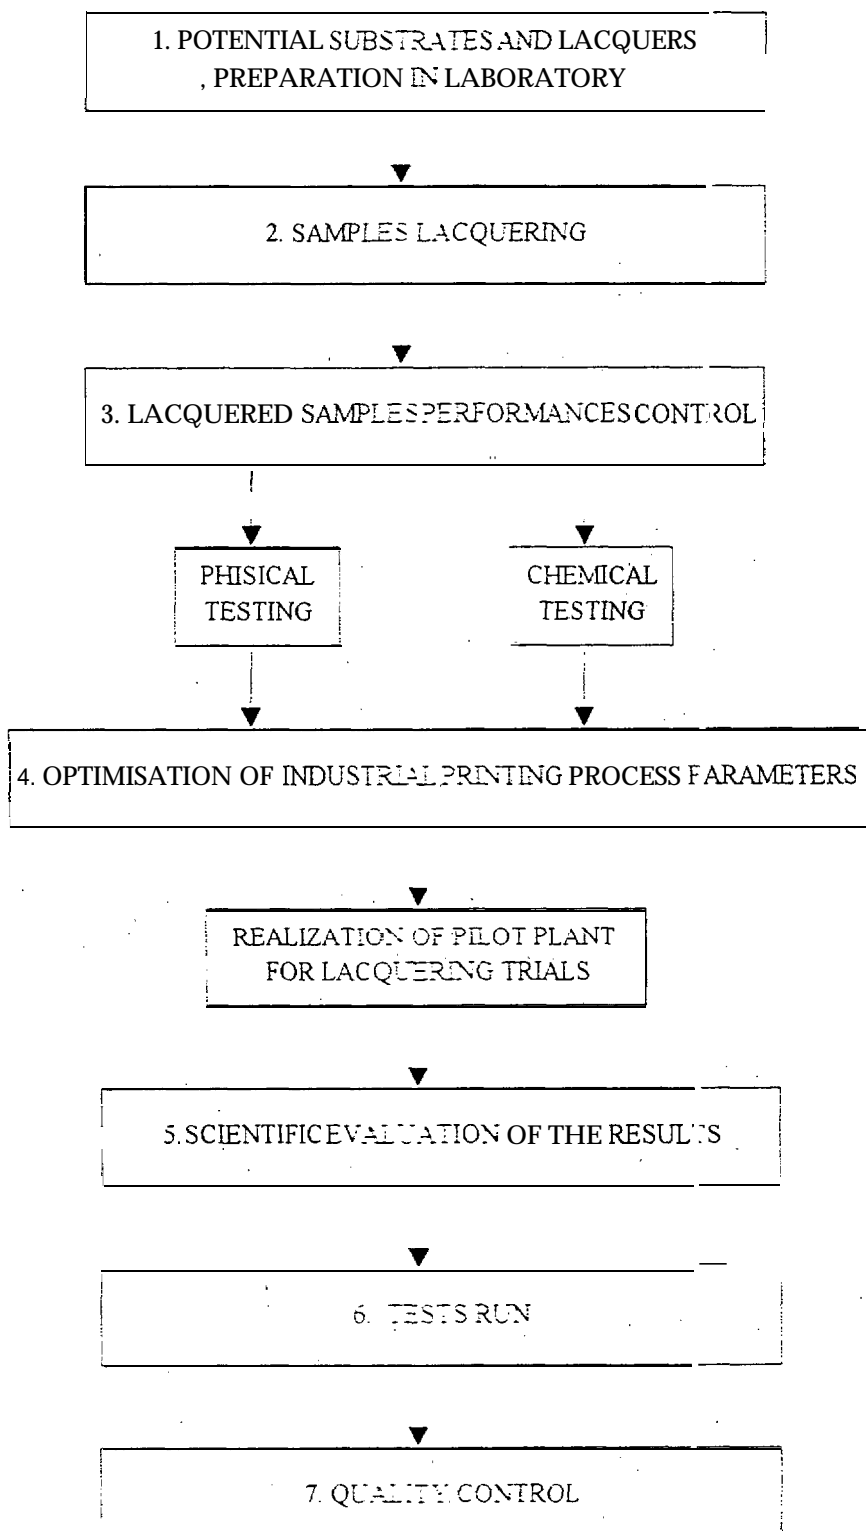 1. POTENTIAL SUBSTRATES AND LACQUERS
, PREPARATION IN LABORATORY
2. SAMPLES LACQUERING
3. LACQUERED SAMPLES PERFORMANCES CONTROL
PHISICAL
TESTING
CHEMICAL
TESTING
4. OPTIMISATION OF INDUSTRIAL PRINTING PROCESS PARAMETERS
REALIZATION OF PILOT PLANT
FOR LACQUERING TRIALS
5. SCIENTIFIC EVALUATION OF THE RESULTS
6. TESTS RUN
7. QUALITY CONTROL